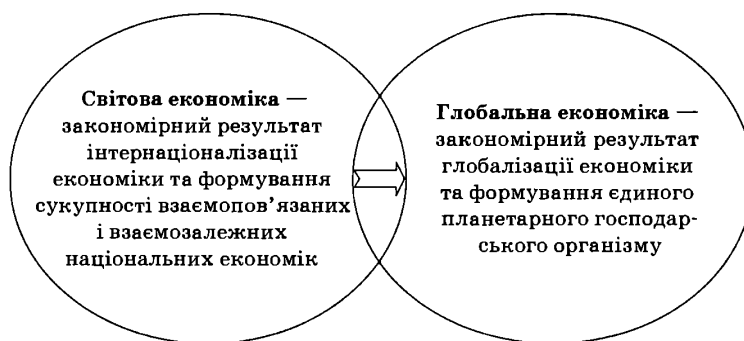 Світова економіка —
закономірний результат
інтернаціоналізації
економіки та формування
сукупності взаємопов’язаних
і взаємозалежних
національних економік
Глобальна економіка —
закономірний результат
глобалізації економіки
та формування єдиного
планетарного господар-
ського організму